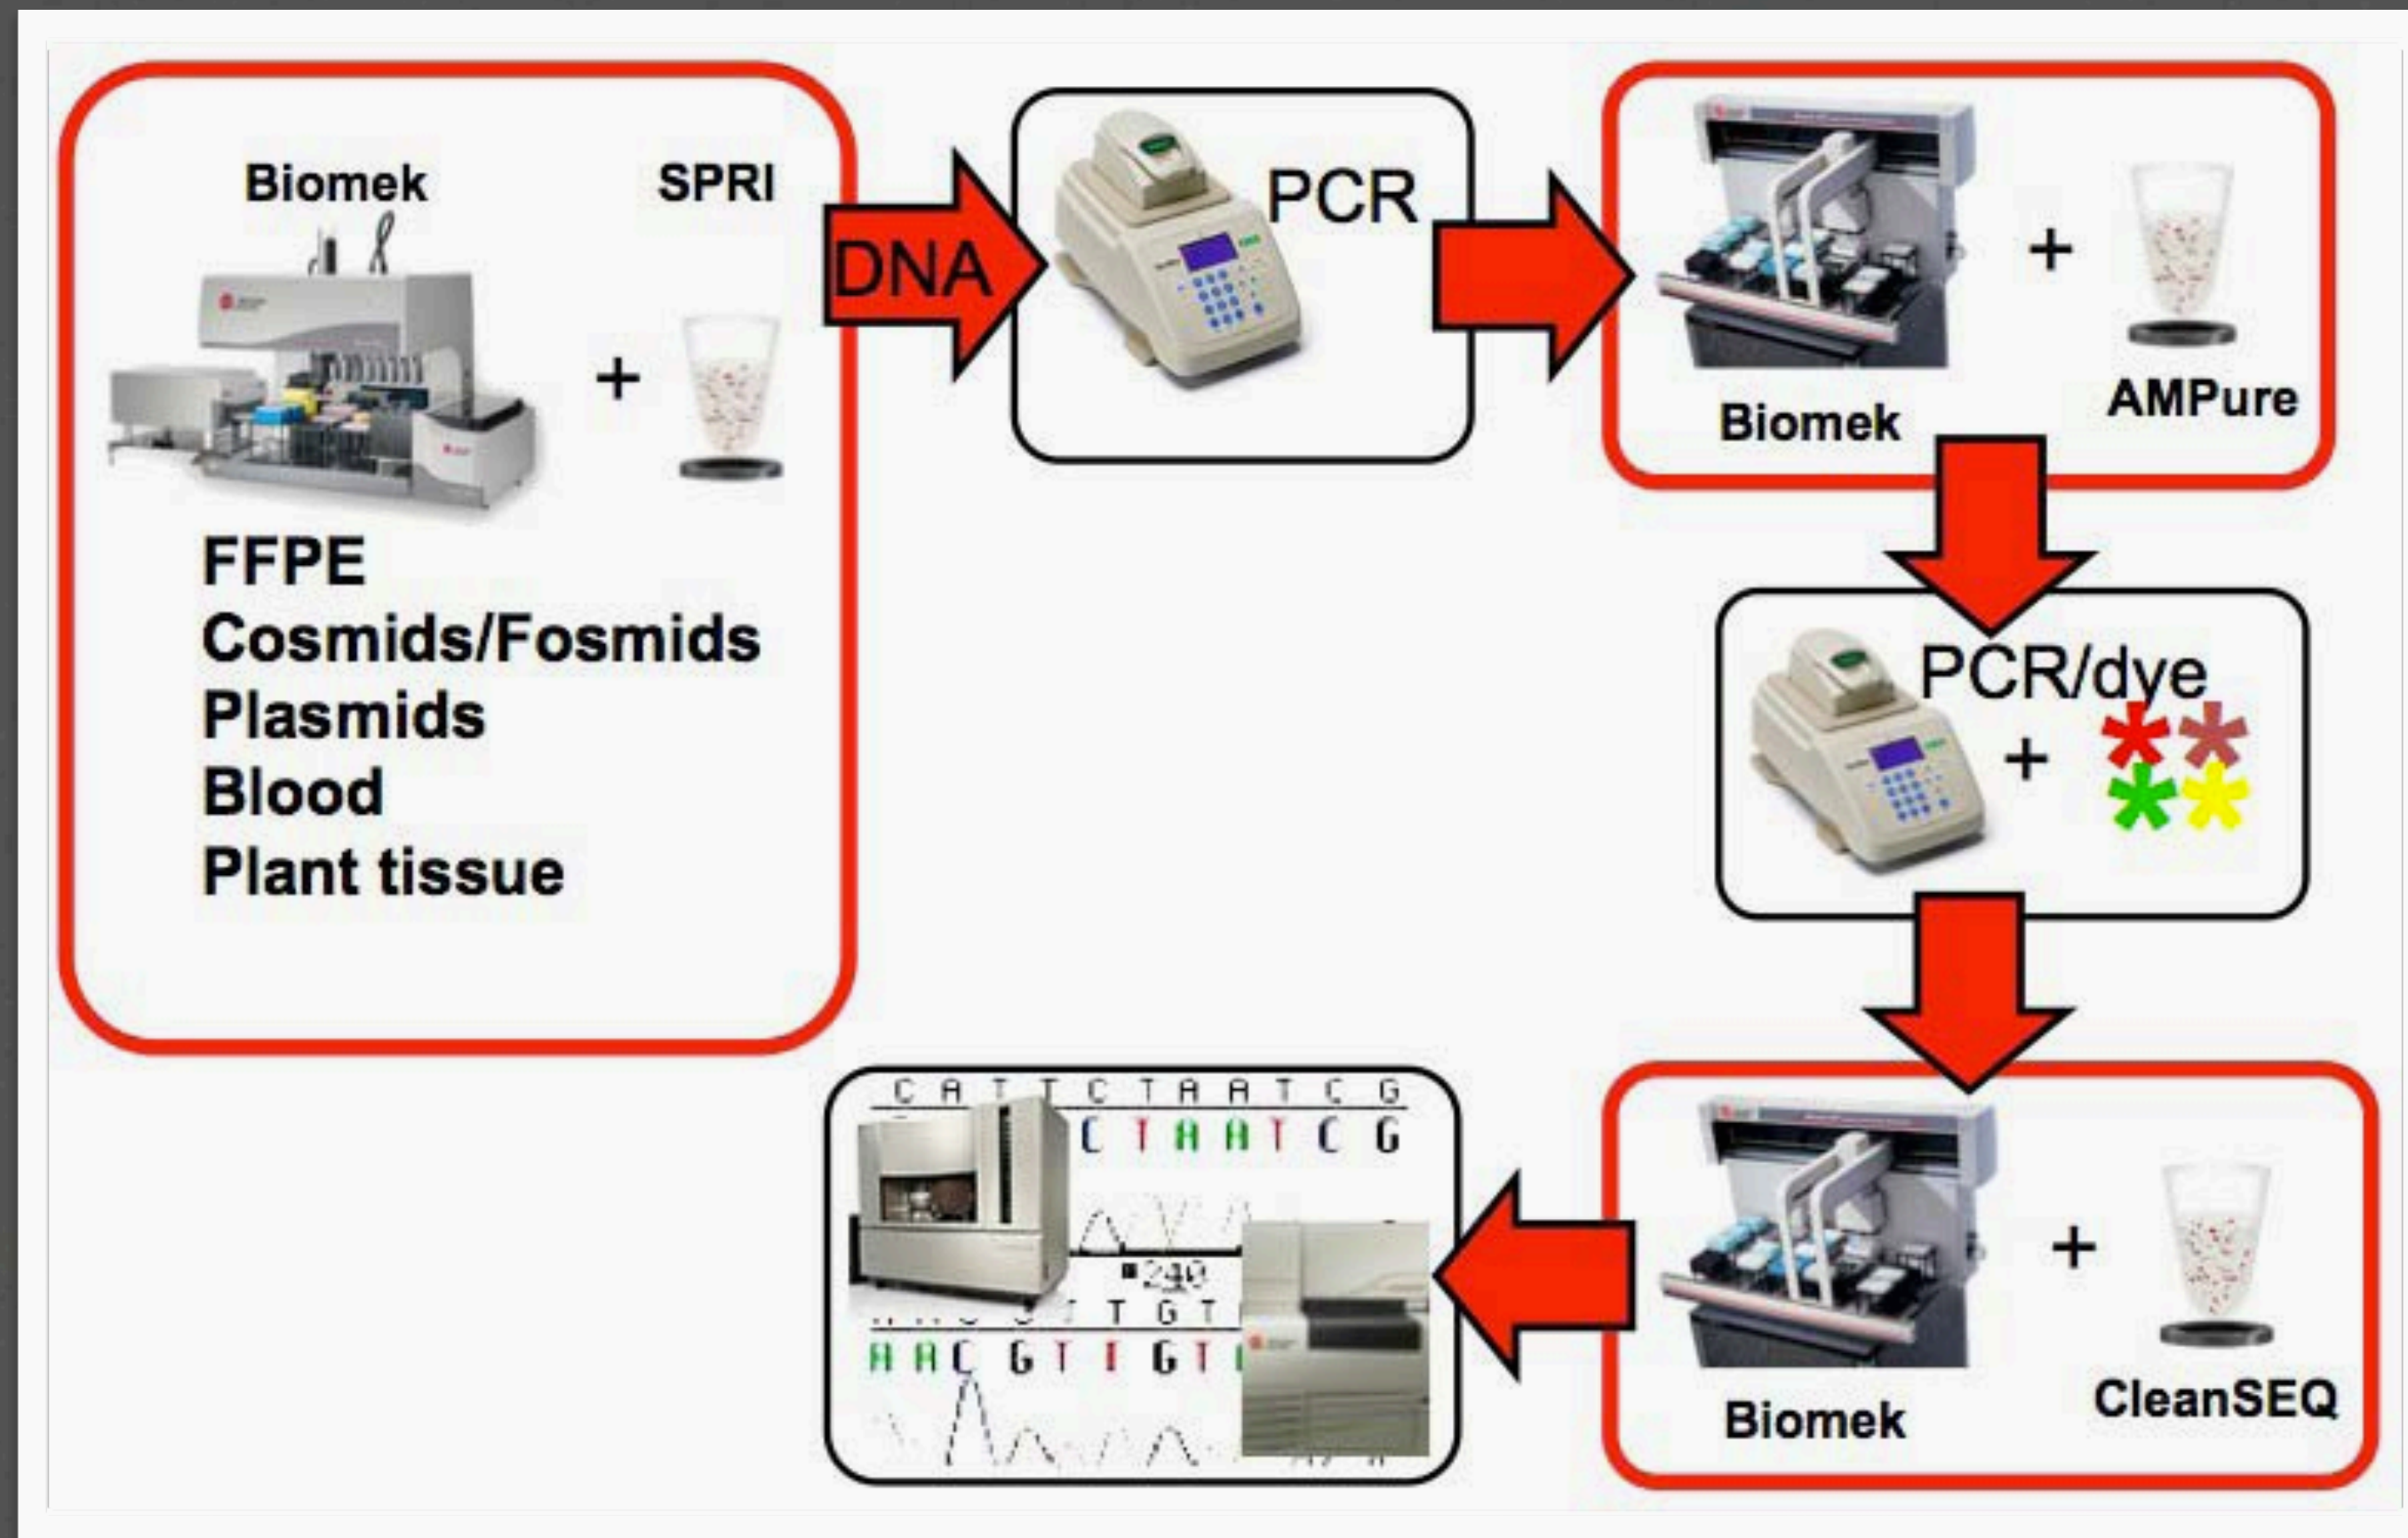 Biomek SPRI
FFPE
Cosmids/Fosmids
Plasmids
Blood
Plant tissue
DNA
PCR
+
+
Biomek
AMPure
PCR/dye
+
+
Biomek
CleanSEQ
C A T T C T A A T C G
C T A A T C G
240
T G T
A A C G T T G T